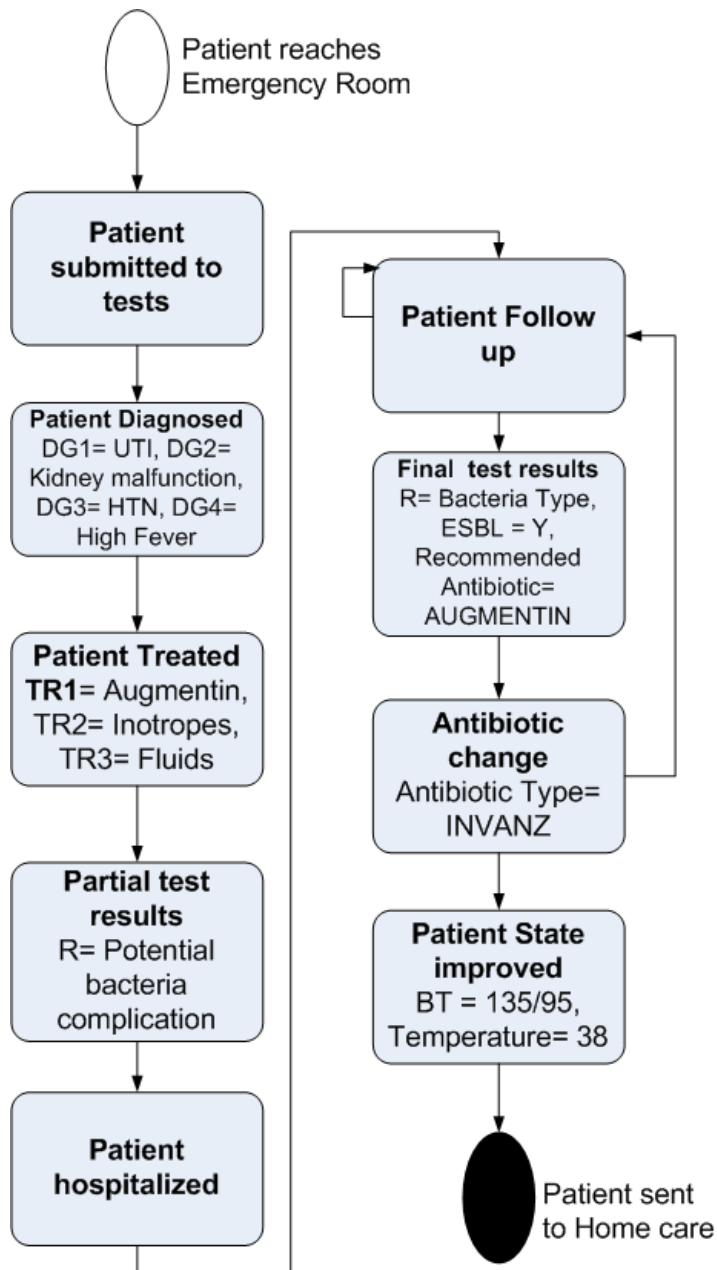 Patient reaches
Emergency Room
Patient
submitted to
tests
Patient Diagnosed
DG1= UTI, DG2=
Kidney malfunction,
DG3= HTN, DG4=
High Fever
Patient Treated
TR1= Augmentin,
TR2= Inotropes,
TR3= Fluids
Partial test
results
R= Potential
bacteria
complication
Patient
hospitalized
Patient Follow
up
Final test results
R= Bacteria Type,
ESBL = Y,
Recommended
Antibiotic=
AUGMENTIN
Antibiotic
change
Antibiotic Type=
INVANZ
Patient State
improved
BT = 135/95,
Temperature= 38
Patient sent
to Home care